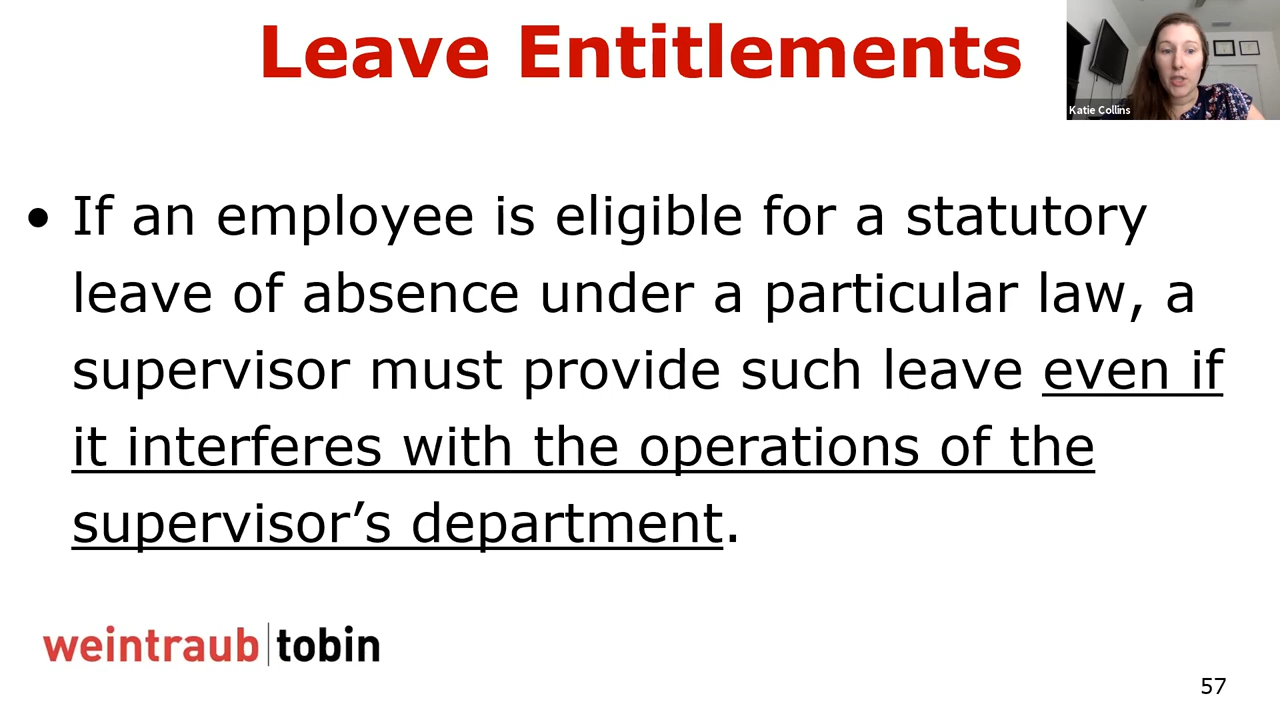 Leave Entitlements
Katie Collins
• If an employee is eligible for a statutory
leave of absence under a particular law, a
supervisor must provide such leave even if
it interferes with the operations of the
supervisor’s department.
weintraub|tobin
57